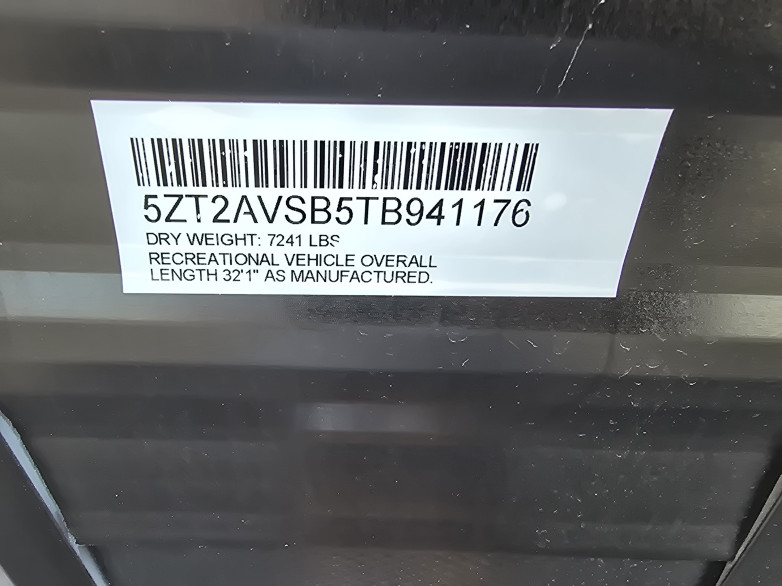 5ZT2AVSB5TB941176
DRY WEIGHT: 7241 LBS
RECREATIONAL VEHICLE OVERALL
LENGTH 32'1" AS MANUFACTURED.